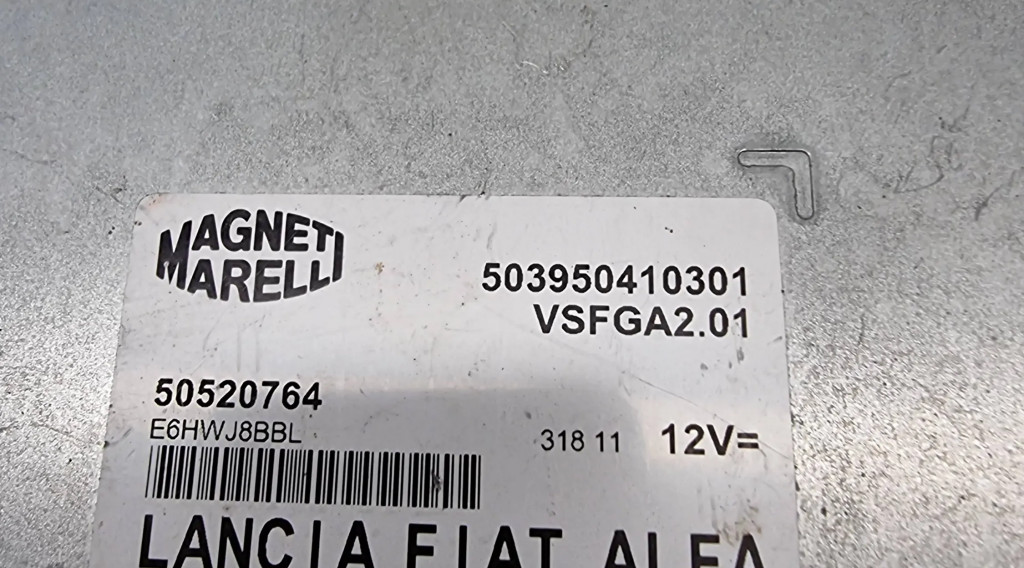 MAGNETI
MARELLI
503950410301
VSFGA2.01
50520764
E6HWJ8BBL
318 11 12V=
LANCIA FIAT ALFA